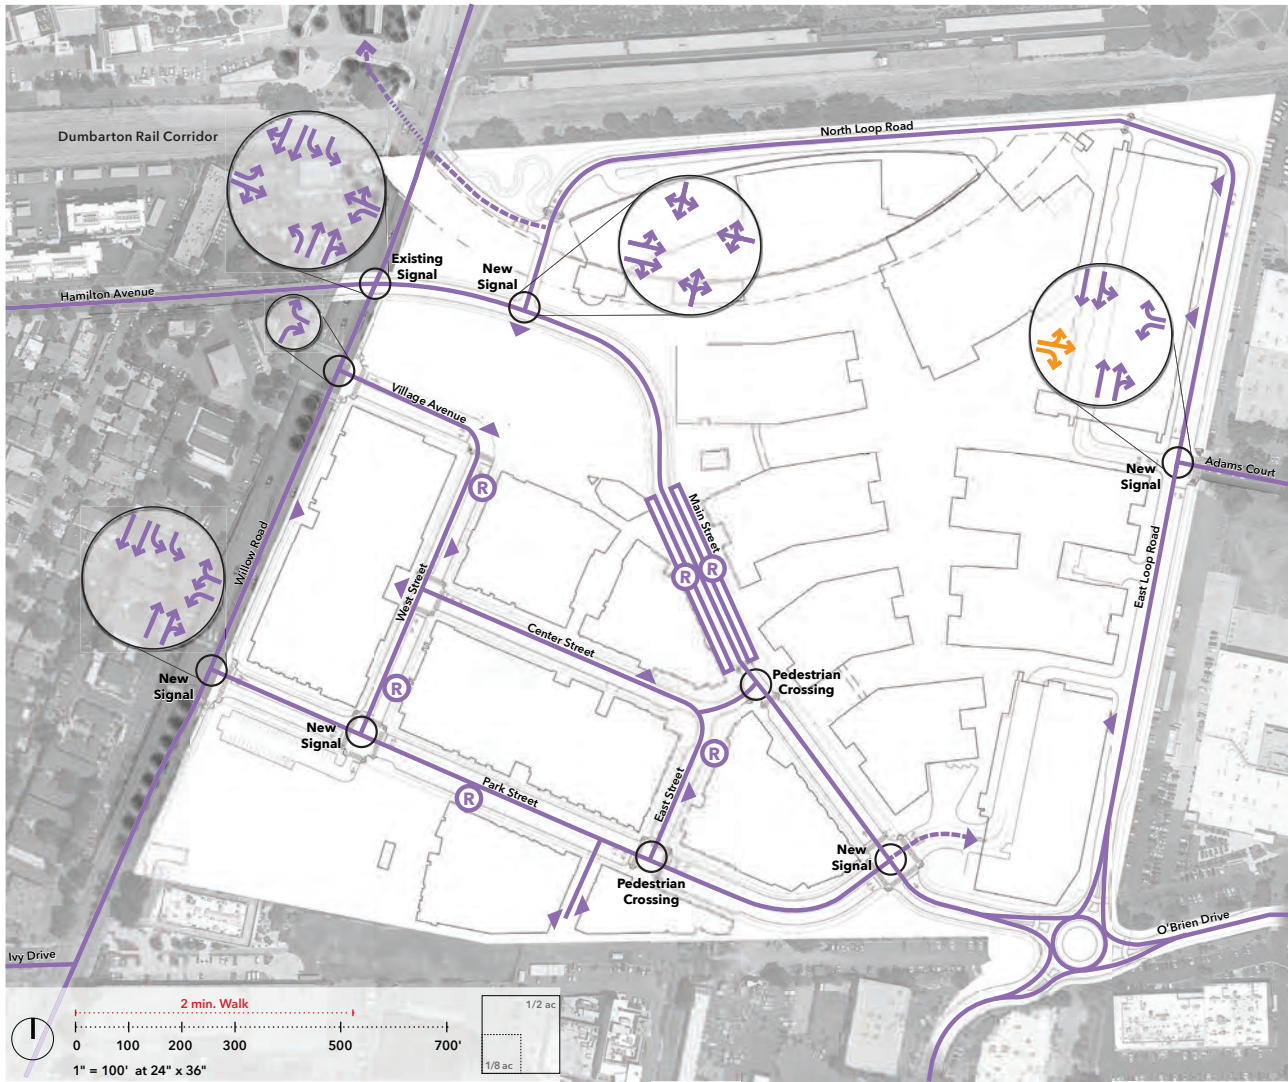 North Loop Road
Dumbarton Rail Corridor
Existing
Signal
New
Signal
Hamilton Avenue
Village Avenue
R
New
Signal
Adams Court
Main Street
Willow Road
East Loop Road
R
R
West Street
Center Street
New
Signal
R
Pedestrian
Crossing
New
Signal
R
Park Street
R
East Street
New
Signal
Pedestrian
Crossing
O'Brien Drive
Ivy Drive
2 min. Walk
0 100 200 300 500 700'
1" = 100' at 24" x 36"
1/2 ac
1/8 ac